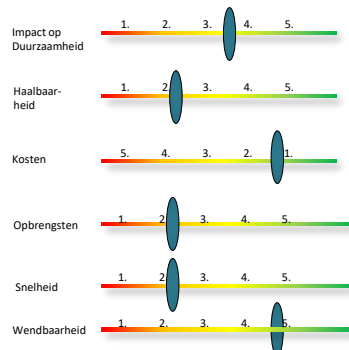 1. 2. 3. 4. 5.
Impact op
Duurzaamheid
1. 2 3. 4. 5.
Haalbaar-
heid
5. 4. 3. 2. 1.
Kosten
1. 2 3. 4. 5.
Opbrengsten
1. 2 3. 4. 5.
Snelheid
1. 2. 3. 4. 5.
Wendbaarheid